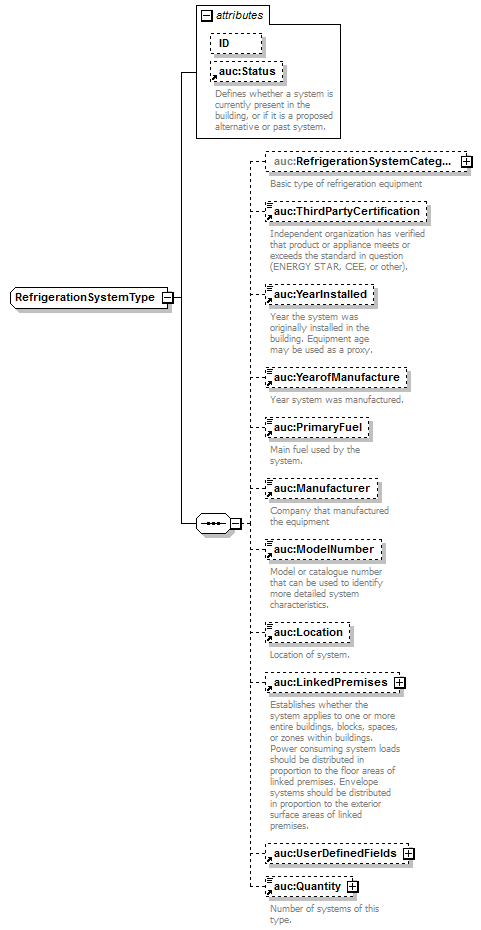 attributes
ID
auc:Status
Defines whether a system is
currently present in the
building, or if it is a proposed
alternative or past system.
auc:RefrigerationSystemCateg...
Basic type of refrigeration equipment
auc:ThirdPartyCertification
Independent organization has verified
that product or appliance meets or
exceeds the standard in question
(ENERGY STAR, CEE, or other).
RefrigerationSystemType
auc:YearInstalled
Year the system was
originally installed in the
building. Equipment age
may be used as a proxy.
auc:YearofManufacture
Year system was manufactured.
auc:PrimaryFuel
Main fuel used by the
system.
auc:Manufacturer
Company that manufactured
the equipment
auc:ModelNumber
Model or catalogue number
that can be used to identify
more detailed system
characteristics.
auc:Location
Location of system.
auc:LinkedPremises
Establishes whether the
system applies to one or more
entire buildings, blocks, spaces,
or zones within buildings.
Power consuming system loads
should be distributed in
proportion to the floor areas of
linked premises. Envelope
systems should be distributed
in proportion to the exterior
surface areas of linked
premises.
auc:UserDefinedFields
auc:Quantity
Number of systems of this
type.